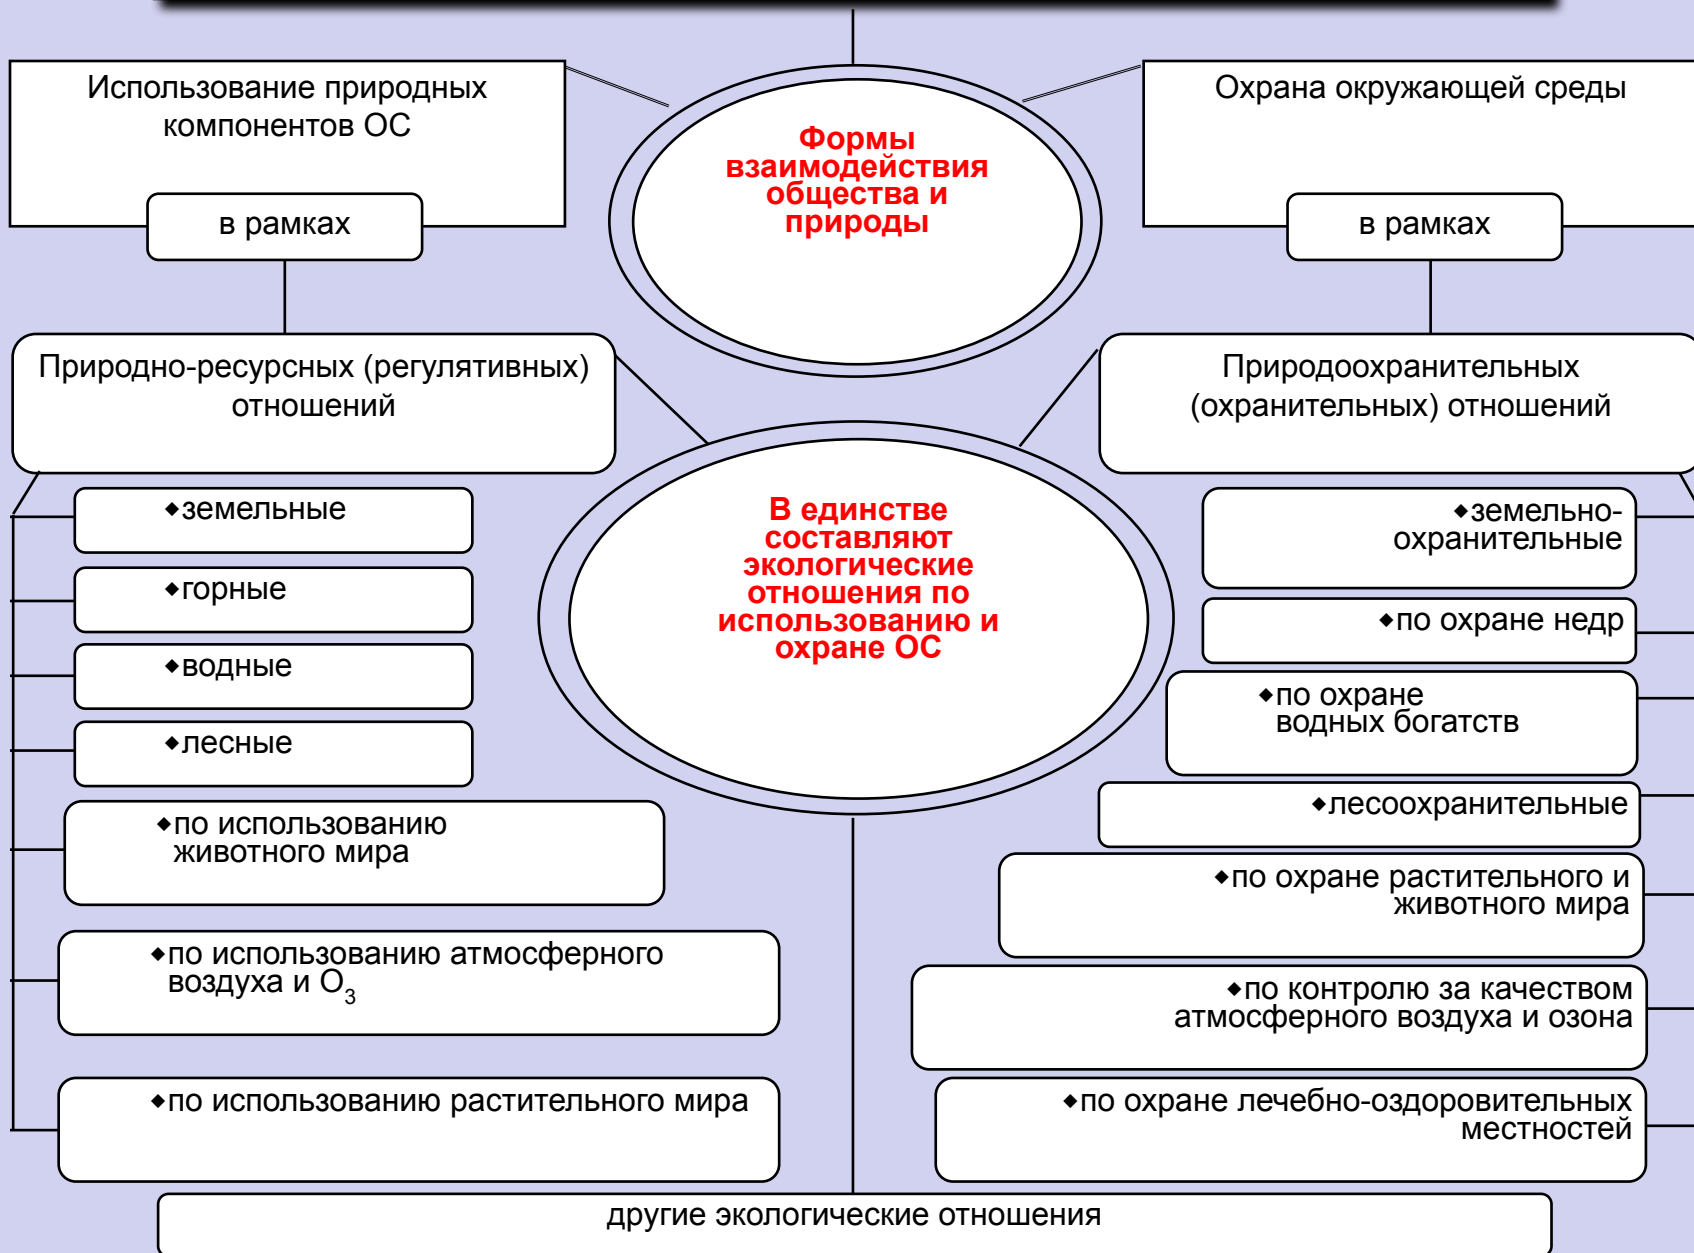 Использование природных
компонентов ОС
в рамках
Формы
взаимодействия
общества и
природы
Охрана окружающей среды
в рамках
Природно-ресурсных (регулятивных)
отношений
Природоохранительных
(охранительных) отношений
◆земельные
◆горные
◆водные
◆лесные
◆по использованию
животного мира
◆по использованию атмосферного
воздуха и O₃
◆по использованию растительного мира
В единстве
составляют
экологические
отношения по
использованию и
охране ОС
◆земельно-
охранительные
◆по охране недр
◆по охране
водных богатств
◆лесоохранительные
◆по охране растительного и
животного мира
◆по контролю за качеством
атмосферного воздуха и озона
◆по охране лечебно-оздоровительных
местностей
другие экологические отношения